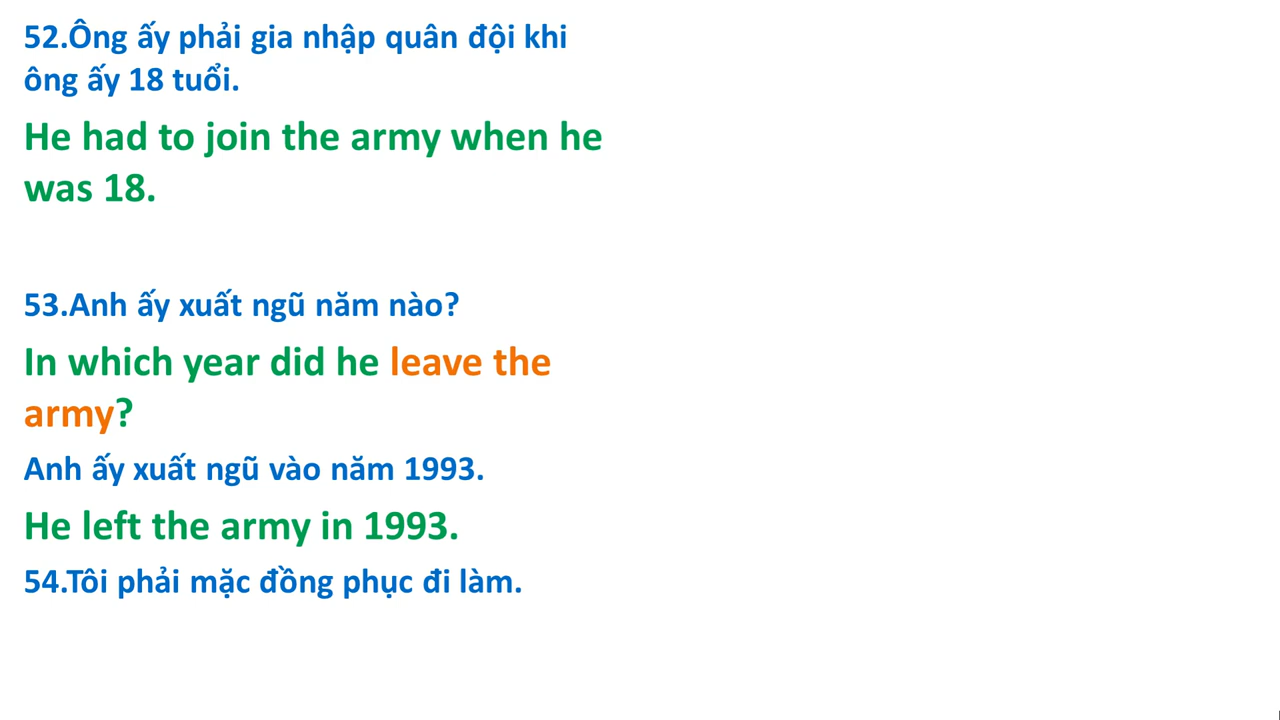 52.Ông ấy phải gia nhập quân đội khi
ông ấy 18 tuổi.
He had to join the army when he
was 18.
53.Anh ấy xuất ngũ năm nào?
In which year did he leave the
army?
Anh ấy xuất ngũ vào năm 1993.
He left the army in 1993.
54.Tôi phải mặc đồng phục đi làm.